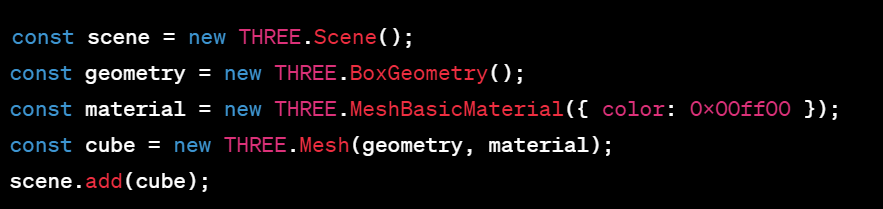 const scene = new THREE.Scene();
const geometry = new THREE.BoxGeometry();
const material = new THREE.MeshBasicMaterial({ color: 0x00ff00 });
const cube = new THREE.Mesh(geometry, material);
scene.add(cube);